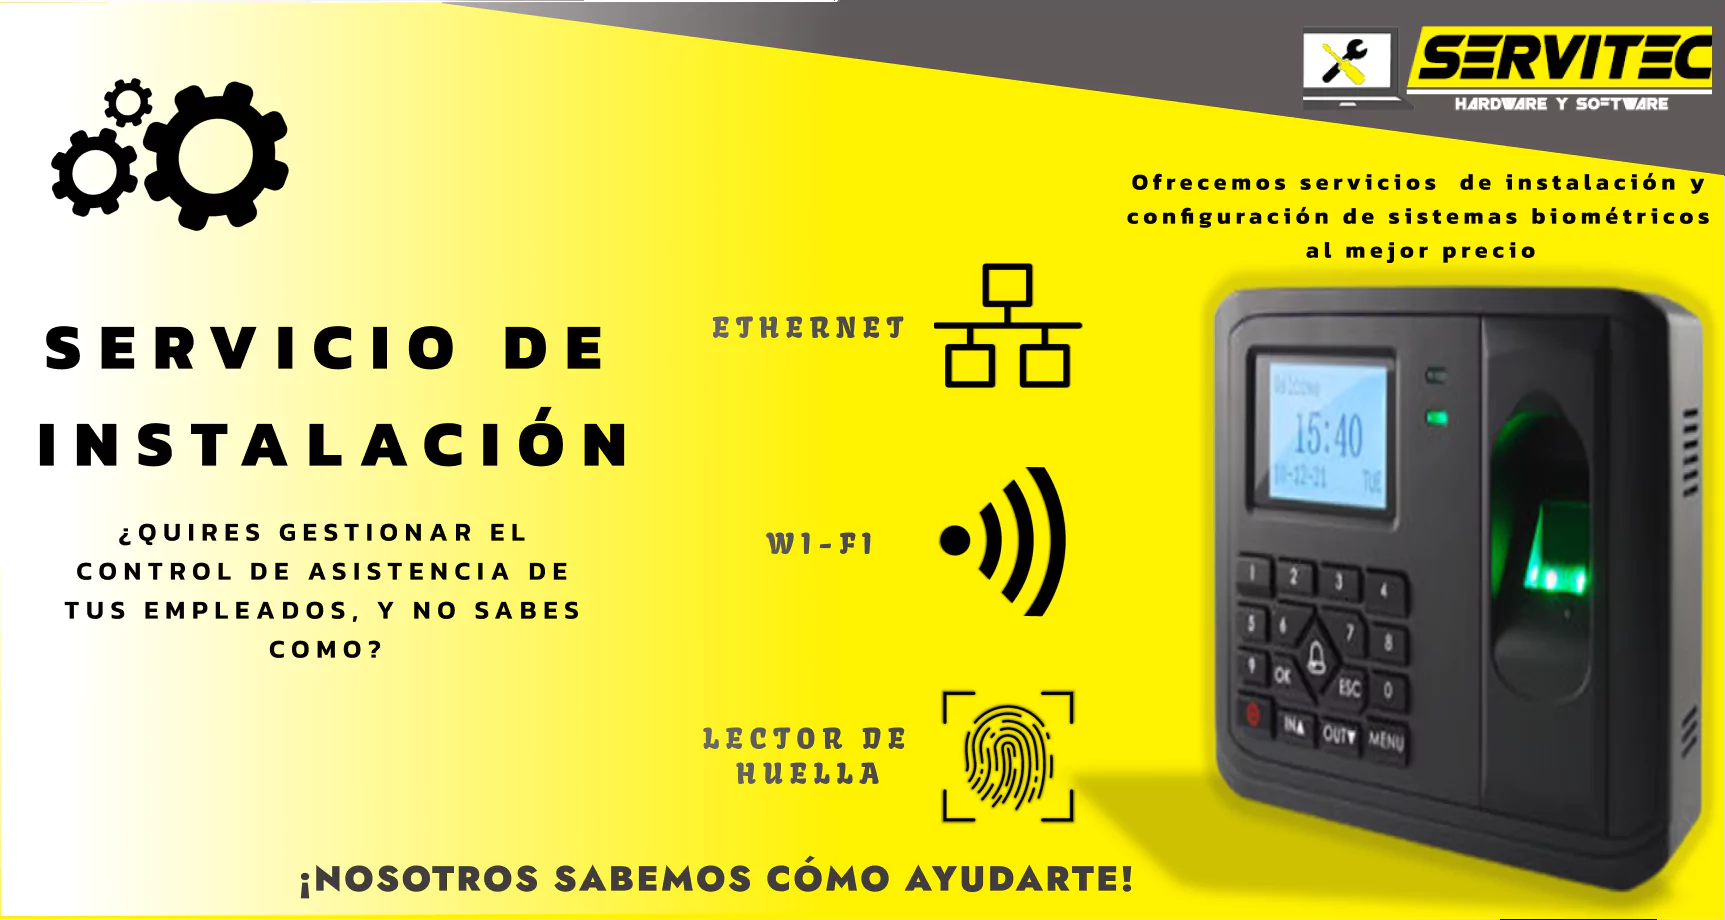 SERVITEC
HARDWARE Y SOFTWARE
Ofrecemos servicios de instalación y
configuración de sistemas biométricos
al mejor precio
SERVICIO DE
INSTALACIÓN
¿QUIRES GESTIONAR EL
CONTROL DE ASISTENCIA DE
TUS EMPLEADOS, Y NO SABES
COMO?
ETHERNET
WI-FI
LECTOR DE
HUELLA
15:40
TUE
1 2 3 4
5 6 7 8
9 OK ESC 0
IN▲ OUT▼ MENU
¡NOSOTROS SABEMOS CÓMO AYUDARTE!